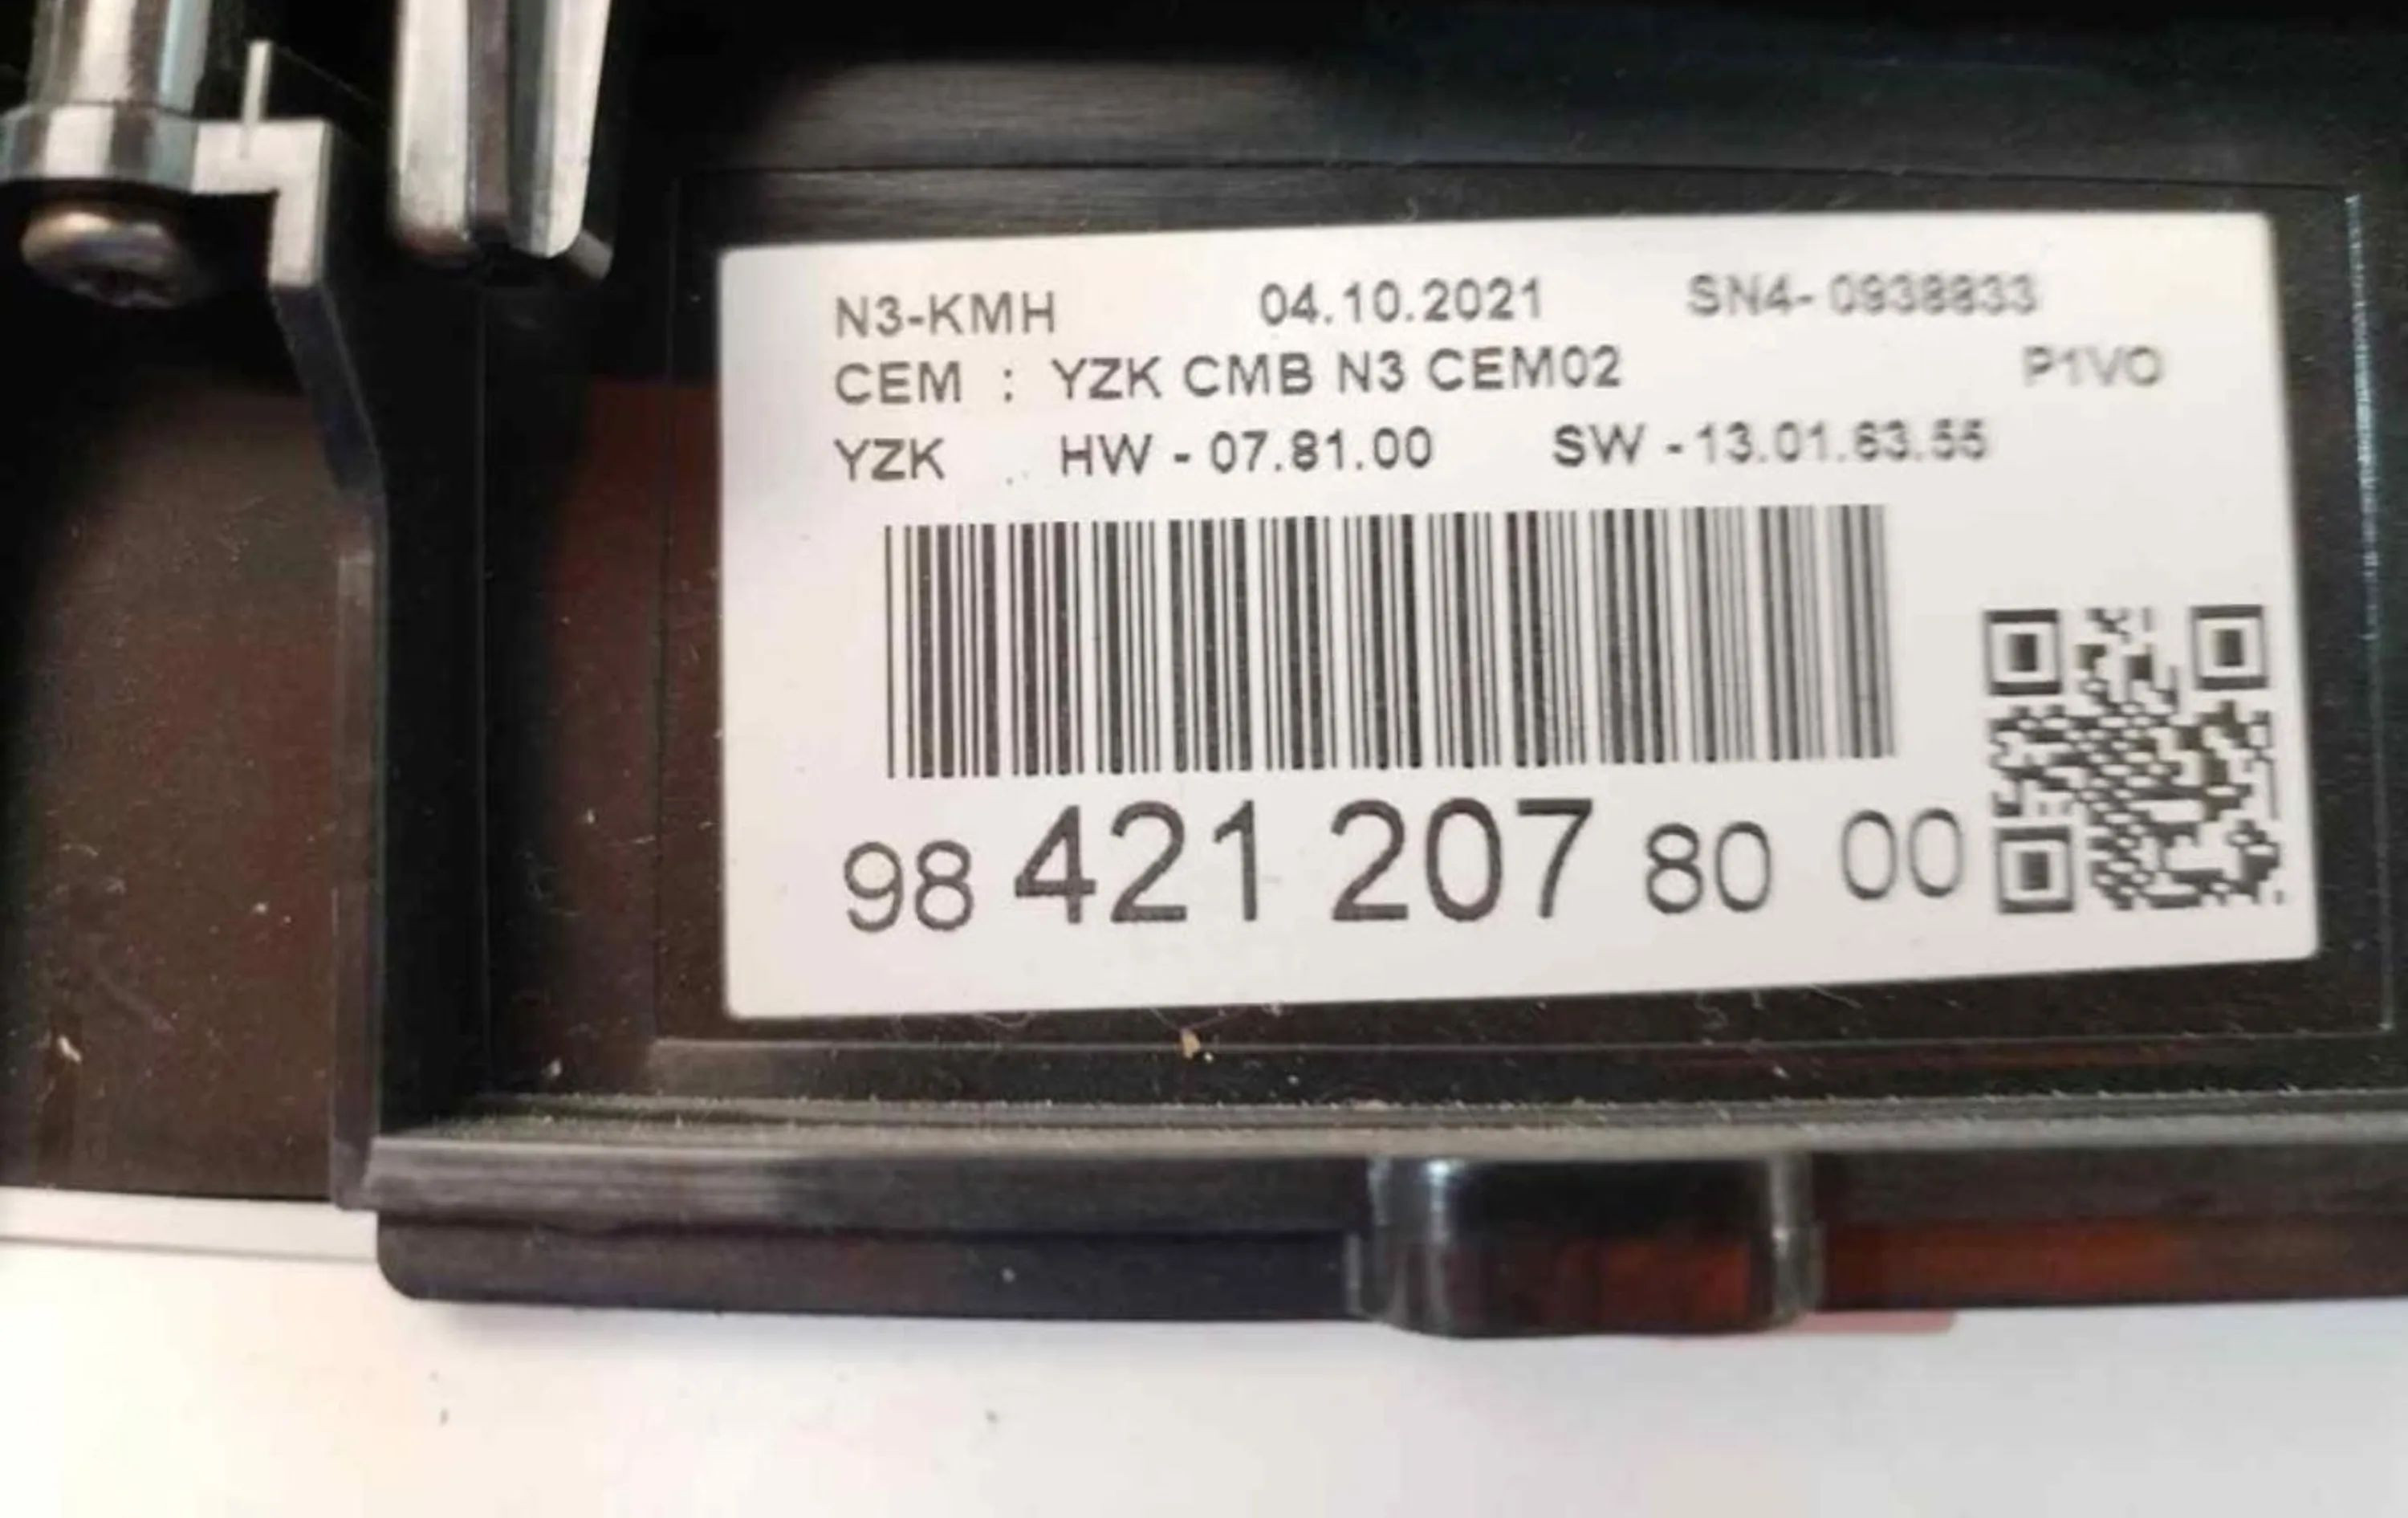 N3-KMH 04.10.2021 SN4- 0938833
CEM : YZK CMB N3 CEM02 P1VO
YZK . HW - 07.81.00 SW - 13.01.63.55
98 421 207 80 00